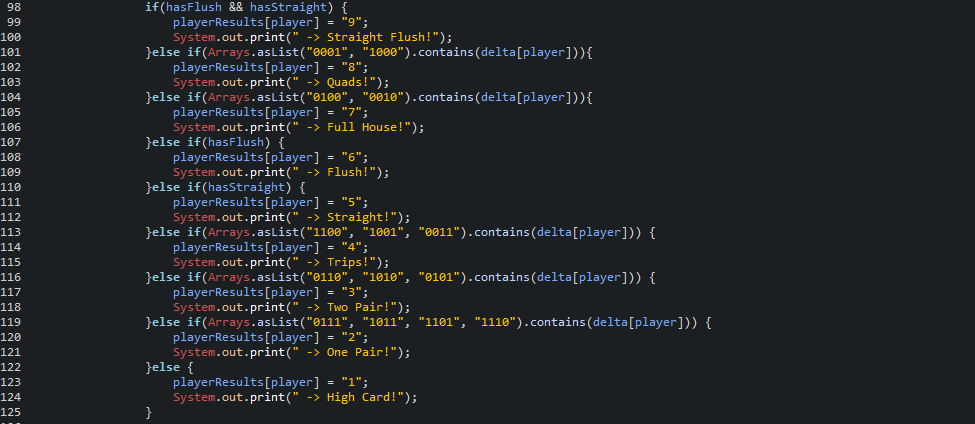 98 if(hasFlush && hasStraight) {
99 playerResults[player] = "9";
100 System.out.print(" -> Straight Flush!");
101 }else if(Arrays.asList("0001", "1000").contains(delta[player])){
102 playerResults[player] = "8";
103 System.out.print(" -> Quads!");
104 }else if(Arrays.asList("0100", "0010").contains(delta[player])){
105 playerResults[player] = "7";
106 System.out.print(" -> Full House!");
107 }else if(hasFlush) {
108 playerResults[player] = "6";
109 System.out.print(" -> Flush!");
110 }else if(hasStraight) {
111 playerResults[player] = "5";
112 System.out.print(" -> Straight!");
113 }else if(Arrays.asList("1100", "1001", "0011").contains(delta[player])) {
114 playerResults[player] = "4";
115 System.out.print(" -> Trips!");
116 }else if(Arrays.asList("0110", "1010", "0101").contains(delta[player])) {
117 playerResults[player] = "3";
118 System.out.print(" -> Two Pair!");
119 }else if(Arrays.asList("0111", "1011", "1101", "1110").contains(delta[player])) {
120 playerResults[player] = "2";
121 System.out.print(" -> One Pair!");
122 }else {
123 playerResults[player] = "1";
124 System.out.print(" -> High Card!");
125 }